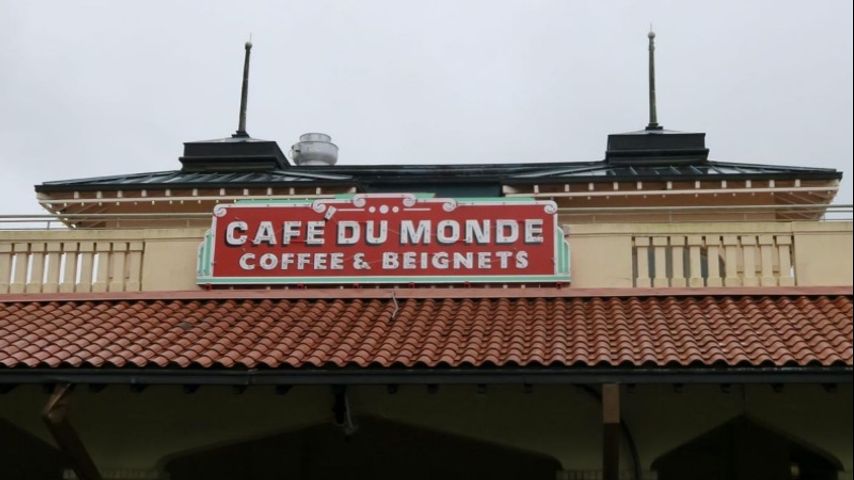 CAFE DU MONDE
COFFEE & BEIGNETS